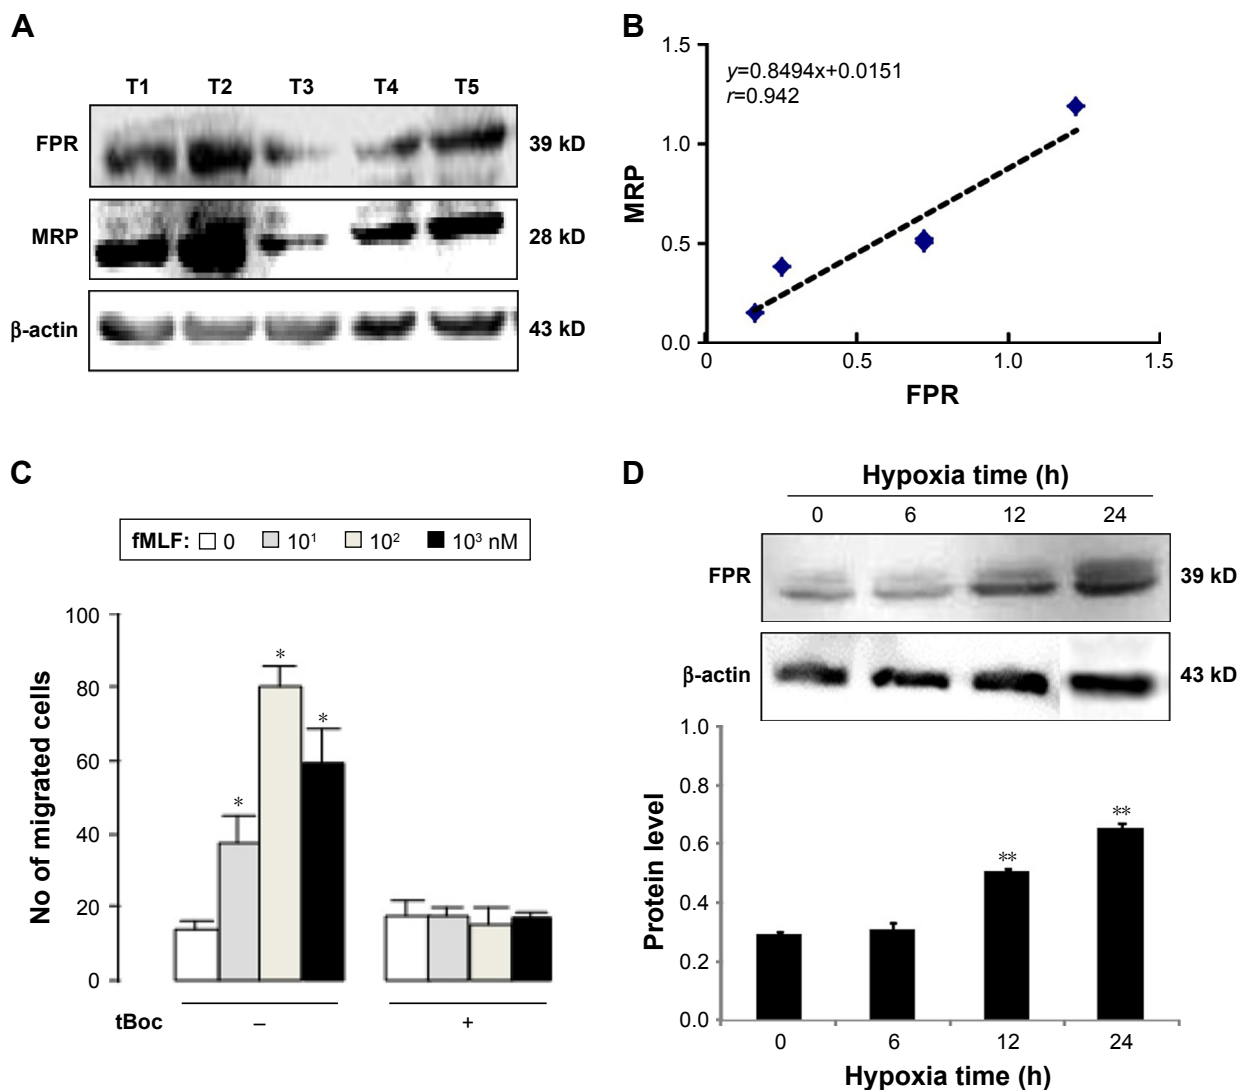 A
T1 T2 T3 T4 T5
FPR 39 kD
MRP 28 kD
β-actin 43 kD
B
1.5
1.0
0.5
0.0
MRP
y=0.8494x+0.0151
r=0.942
0 0.5 1.0 1.5
FPR
C
fMLF: 0 10¹ 10² 10³ nM
No of migrated cells
100
80
60
40
20
0
*
*
*
tBoc – +
D
Hypoxia time (h)
0 6 12 24
FPR 39 kD
β-actin 43 kD
Protein level
1.0
0.8
0.6
0.4
0.2
0.0
**
**
0 6 12 24
Hypoxia time (h)